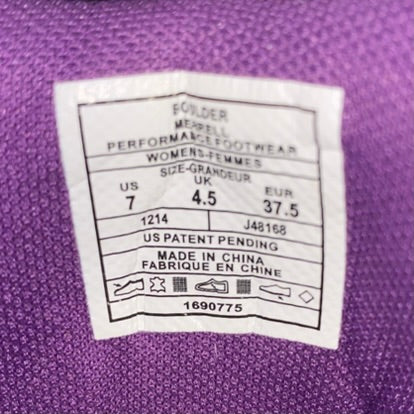 BOULDER
MERRELL
PERFORMANCE FOOTWEAR
WOMENS-FEMMES
SIZE-GRANDEUR
US UK EUR
7 4.5 37.5
1214 J48168
US PATENT PENDING
MADE IN CHINA
FABRIQUE EN CHINE
1690775